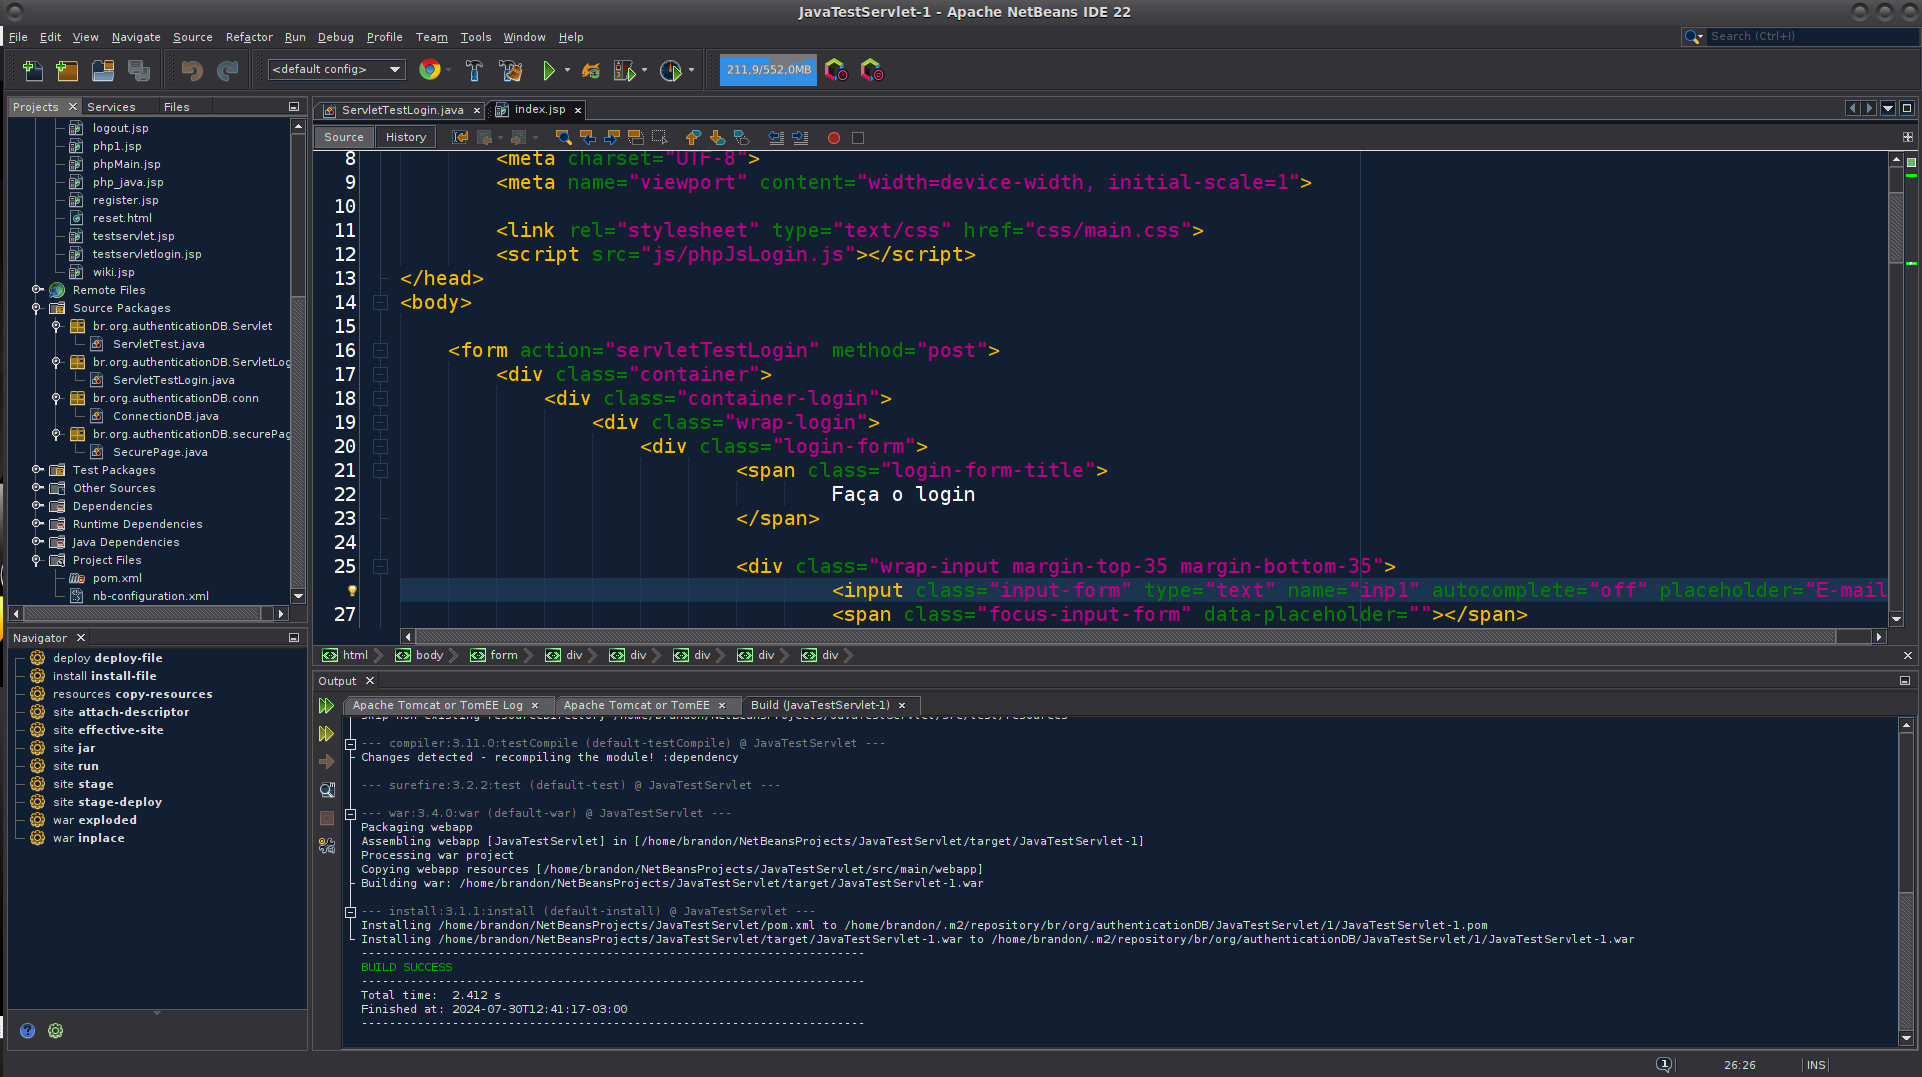 JavaTestServlet-1 - Apache NetBeans IDE 22
File Edit View Navigate Source Refactor Run Debug Profile Team Tools Window Help
Search (Ctrl+I)
<default config>
211,9/552,0MB
Projects Services Files
logout.jsp
php1.jsp
phpMain.jsp
php_java.jsp
register.jsp
reset.html
testservlet.jsp
testservletlogin.jsp
wiki.jsp
Remote Files
Source Packages
br.org.authenticationDB.Servlet
ServletTest.java
br.org.authenticationDB.ServletLog
ServletTestLogin.java
br.org.authenticationDB.conn
ConnectionDB.java
br.org.authenticationDB.securePag
SecurePage.java
Test Packages
Other Sources
Dependencies
Runtime Dependencies
Java Dependencies
Project Files
pom.xml
nb-configuration.xml
Navigator
deploy deploy-file
install install-file
resources copy-resources
site attach-descriptor
site effective-site
site jar
site run
site stage
site stage-deploy
war exploded
war inplace
ServletTestLogin.java index.jsp
Source History
8 <meta charset="UTF-8">
9 <meta name="viewport" content="width=device-width, initial-scale=1">
10
11 <link rel="stylesheet" type="text/css" href="css/main.css">
12 <script src="js/phpJsLogin.js"></script>
13 </head>
14 <body>
15
16 <form action="servletTestLogin" method="post">
17 <div class="container">
18 <div class="container-login">
19 <div class="wrap-login">
20 <div class="login-form">
21 <span class="login-form-title">
22 Faça o login
23 </span>
24
25 <div class="wrap-input margin-top-35 margin-bottom-35">
<input class="input-form" type="text" name="inp1" autocomplete="off" placeholder="E-mail
27 <span class="focus-input-form" data-placeholder=""></span>
html body form div div div div div
Output
Apache Tomcat or TomEE Log Apache Tomcat or TomEE Build (JavaTestServlet-1)
skip non existing resourceDirectory /home/brandon/NetBeansProjects/JavaTestServlet/src/test/resources
--- compiler:3.11.0:testCompile (default-testCompile) @ JavaTestServlet ---
Changes detected - recompiling the module! :dependency
--- surefire:3.2.2:test (default-test) @ JavaTestServlet ---
--- war:3.4.0:war (default-war) @ JavaTestServlet ---
Packaging webapp
Assembling webapp [JavaTestServlet] in [/home/brandon/NetBeansProjects/JavaTestServlet/target/JavaTestServlet-1]
Processing war project
Copying webapp resources [/home/brandon/NetBeansProjects/JavaTestServlet/src/main/webapp]
Building war: /home/brandon/NetBeansProjects/JavaTestServlet/target/JavaTestServlet-1.war
--- install:3.1.1:install (default-install) @ JavaTestServlet ---
Installing /home/brandon/NetBeansProjects/JavaTestServlet/pom.xml to /home/brandon/.m2/repository/br/org/authenticationDB/JavaTestServlet/1/JavaTestServlet-1.pom
Installing /home/brandon/NetBeansProjects/JavaTestServlet/target/JavaTestServlet-1.war to /home/brandon/.m2/repository/br/org/authenticationDB/JavaTestServlet/1/JavaTestServlet-1.war
------------------------------------------------------------------------
BUILD SUCCESS
------------------------------------------------------------------------
Total time:  2.412 s
Finished at: 2024-07-30T12:41:17-03:00
------------------------------------------------------------------------
1
26:26 INS